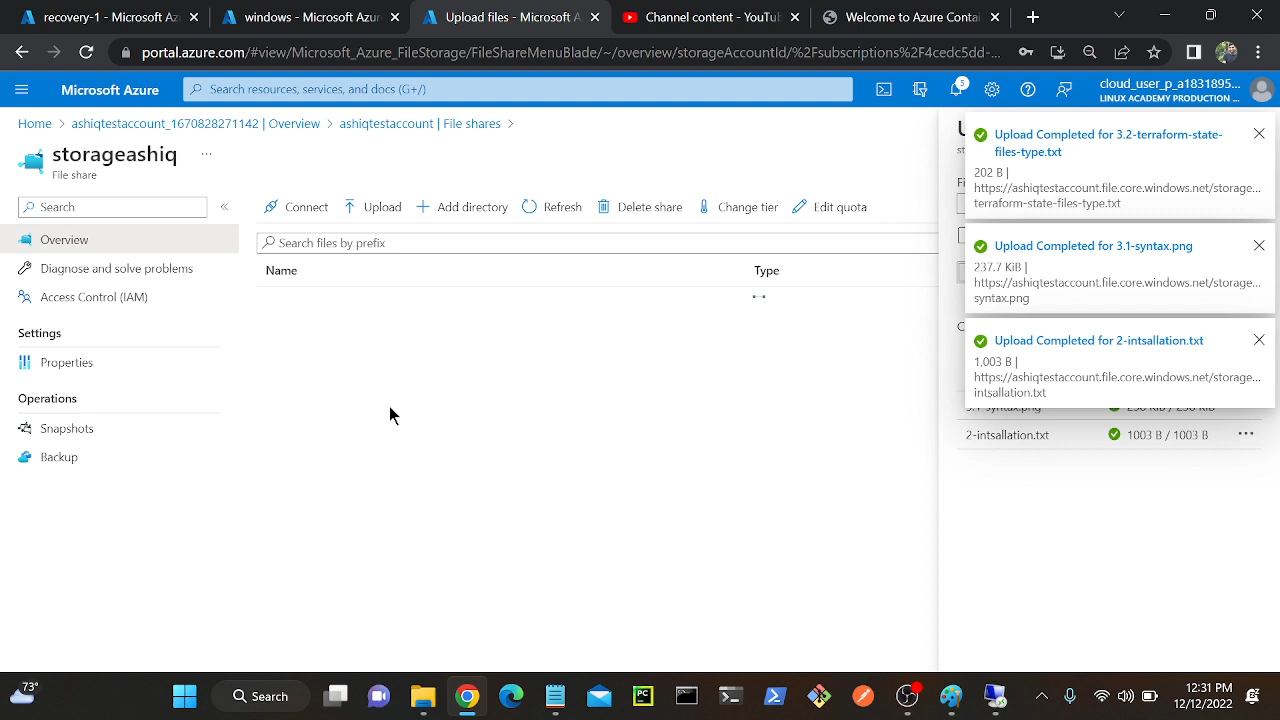 recovery-1 - Microsoft Az
windows - Microsoft Azur
Upload files - Microsoft A
Channel content - YouTub
Welcome to Azure Contai
portal.azure.com/#view/Microsoft_Azure_FileStorage/FileShareMenuBlade/~/overview/storageAccountId/%2Fsubscriptions%2F4cedc5dd-...
Microsoft Azure
Search resources, services, and docs (G+/)
5
cloud_user_p_a1831895...
LINUX ACADEMY PRODUCTION ...
Home > ashiqtestaccount_1670828271142 | Overview > ashiqtestaccount | File shares >
storageashiq ...
File share
Search «
Connect Upload Add directory Refresh Delete share Change tier Edit quota
Overview
Search files by prefix
Diagnose and solve problems
Name Type
Access Control (IAM)
Settings
Properties
Operations
Snapshots
Backup
Upload Completed for 3.2-terraform-state-
files-type.txt
202 B |
https://ashiqtestaccount.file.core.windows.net/storage...
terraform-state-files-type.txt
Upload Completed for 3.1-syntax.png
237.7 KiB |
https://ashiqtestaccount.file.core.windows.net/storage...
syntax.png
Upload Completed for 2-intsallation.txt
1,003 B |
https://ashiqtestaccount.file.core.windows.net/storage...
intsallation.txt
2-intsallation.txt 1003 B / 1003 B ...
73°
Search
PC
12:31 PM
12/12/2022